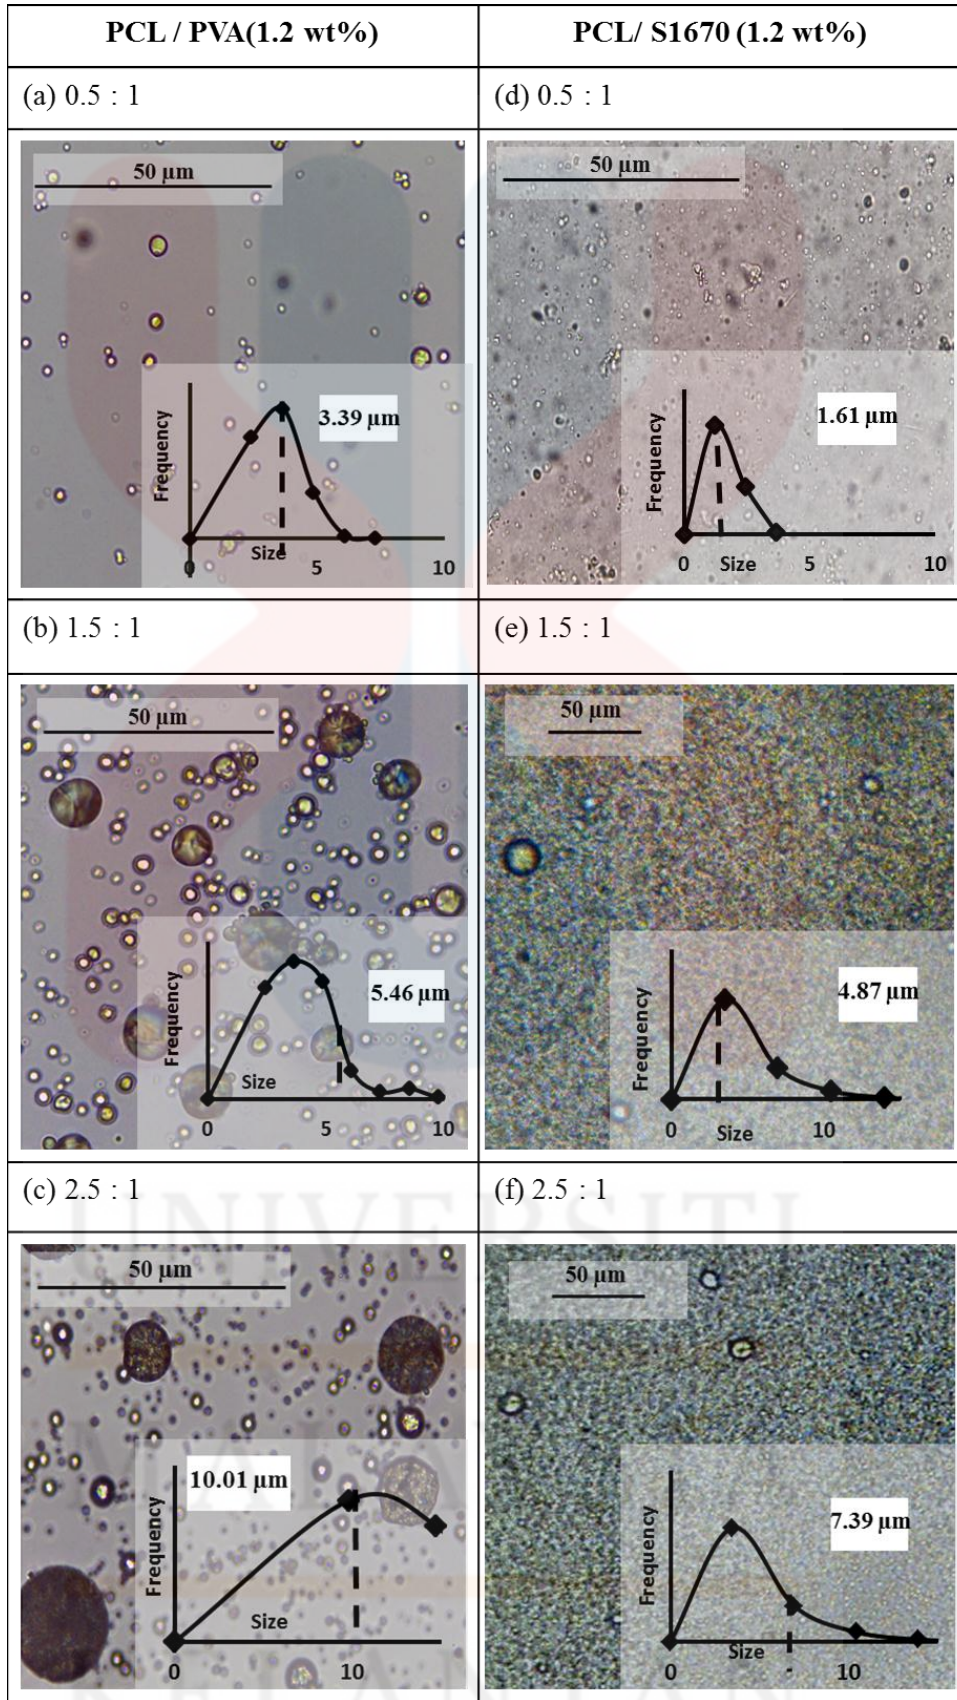 PCL / PVA(1.2 wt%)
PCL/ S1670 (1.2 wt%)
(a) 0.5 : 1
(d) 0.5 : 1
50 µm
Frequency
3.39 µm
Size
0 5 10
50 µm
Frequency
1.61 µm
0 Size 5 10
(b) 1.5 : 1
(e) 1.5 : 1
50 µm
Frequency
5.46 µm
Size
0 5 10
50 µm
Frequency
4.87 µm
0 Size 10
(c) 2.5 : 1
(f) 2.5 : 1
50 µm
10.01 µm
Frequency
Size
0 10
50 µm
Frequency
7.39 µm
Size
0 10
UNIVERSITI